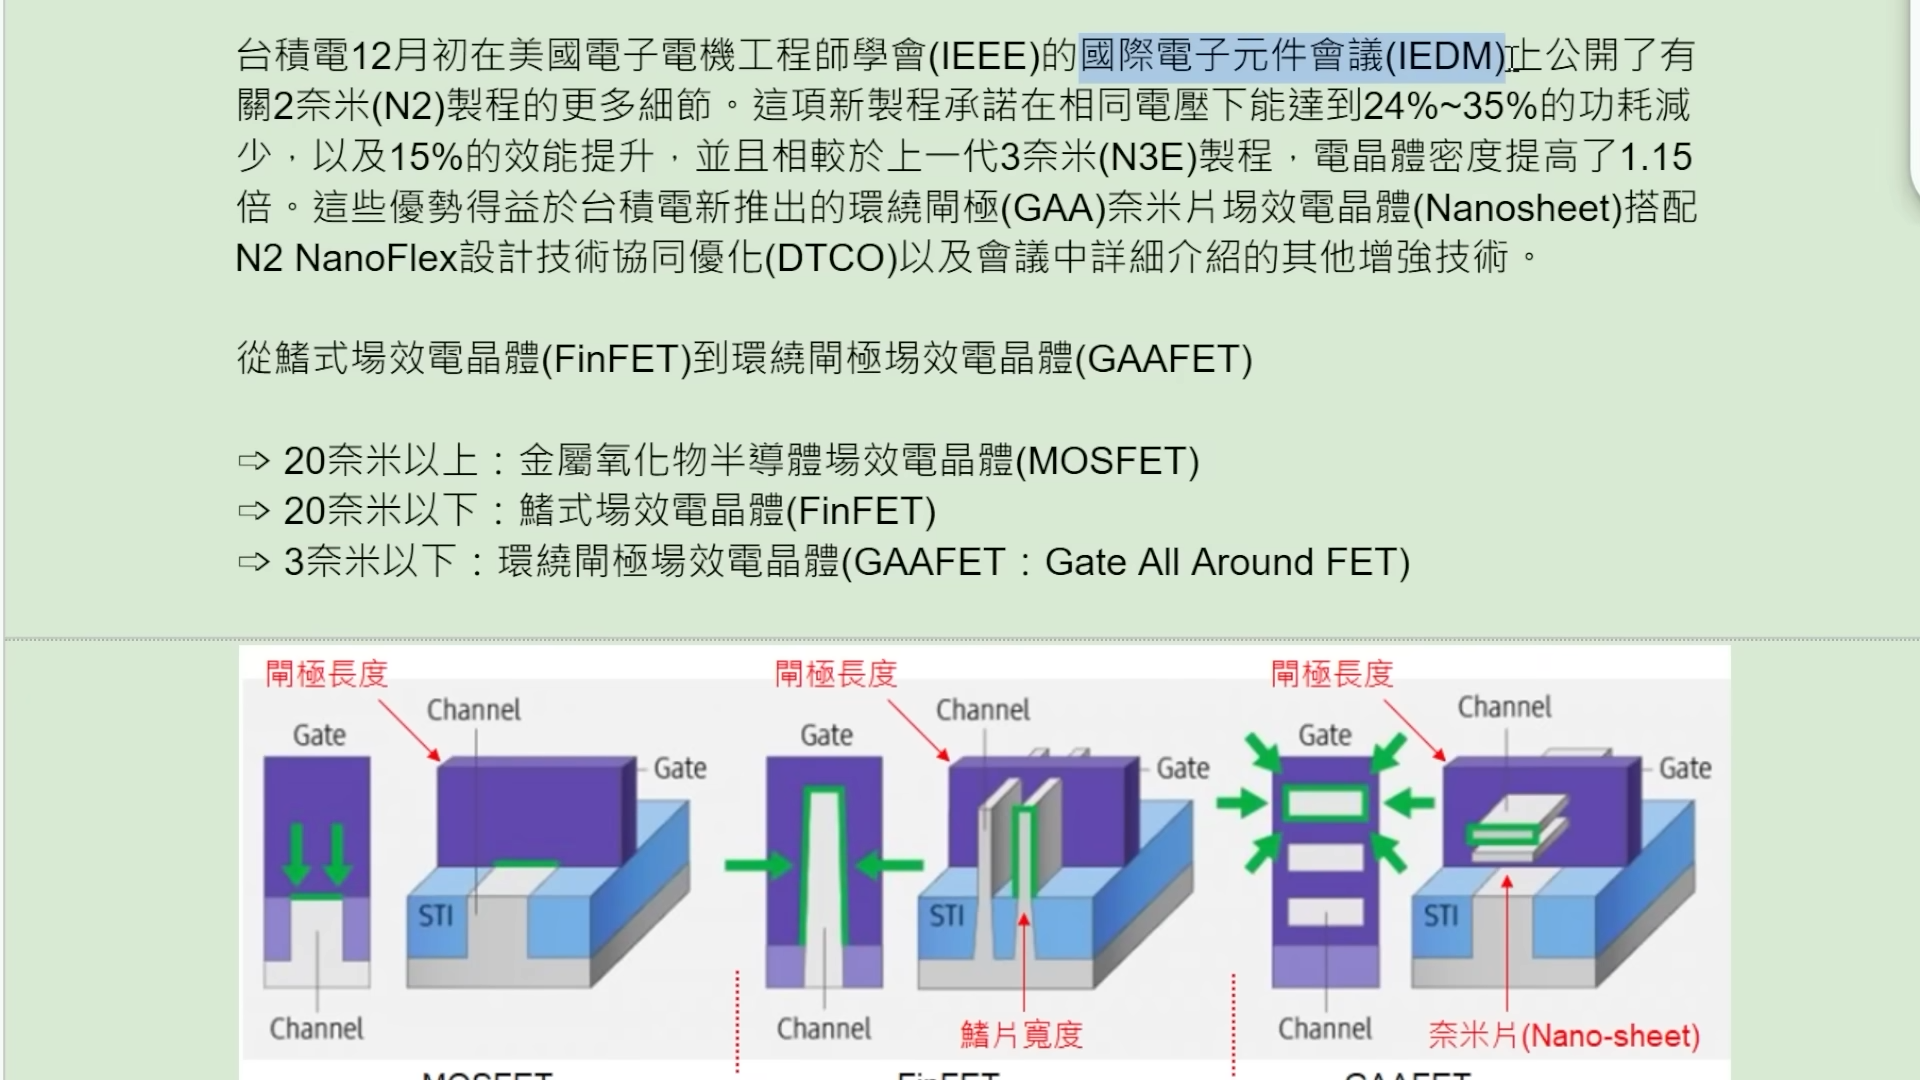 台積電12月初在美國電子電機工程師學會(IEEE)的國際電子元件會議(IEDM)上公開了有
關2奈米(N2)製程的更多細節。這項新製程承諾在相同電壓下能達到24%~35%的功耗減
少，以及15%的效能提升，並且相較於上一代3奈米(N3E)製程，電晶體密度提高了1.15
倍。這些優勢得益於台積電新推出的環繞閘極(GAA)奈米片場效電晶體(Nanosheet)搭配
N2 NanoFlex設計技術協同優化(DTCO)以及會議中詳細介紹的其他增強技術。
從鰭式場效電晶體(FinFET)到環繞閘極場效電晶體(GAAFET)
⇨ 20奈米以上：金屬氧化物半導體場效電晶體(MOSFET)
⇨ 20奈米以下：鰭式場效電晶體(FinFET)
⇨ 3奈米以下：環繞閘極場效電晶體(GAAFET：Gate All Around FET)
閘極長度 閘極長度 閘極長度
Channel Channel Channel
Gate Gate Gate
Gate Gate Gate
STI STI STI
Channel Channel 鰭片寬度 Channel 奈米片(Nano-sheet)
MOSFET FinFET GAAFET